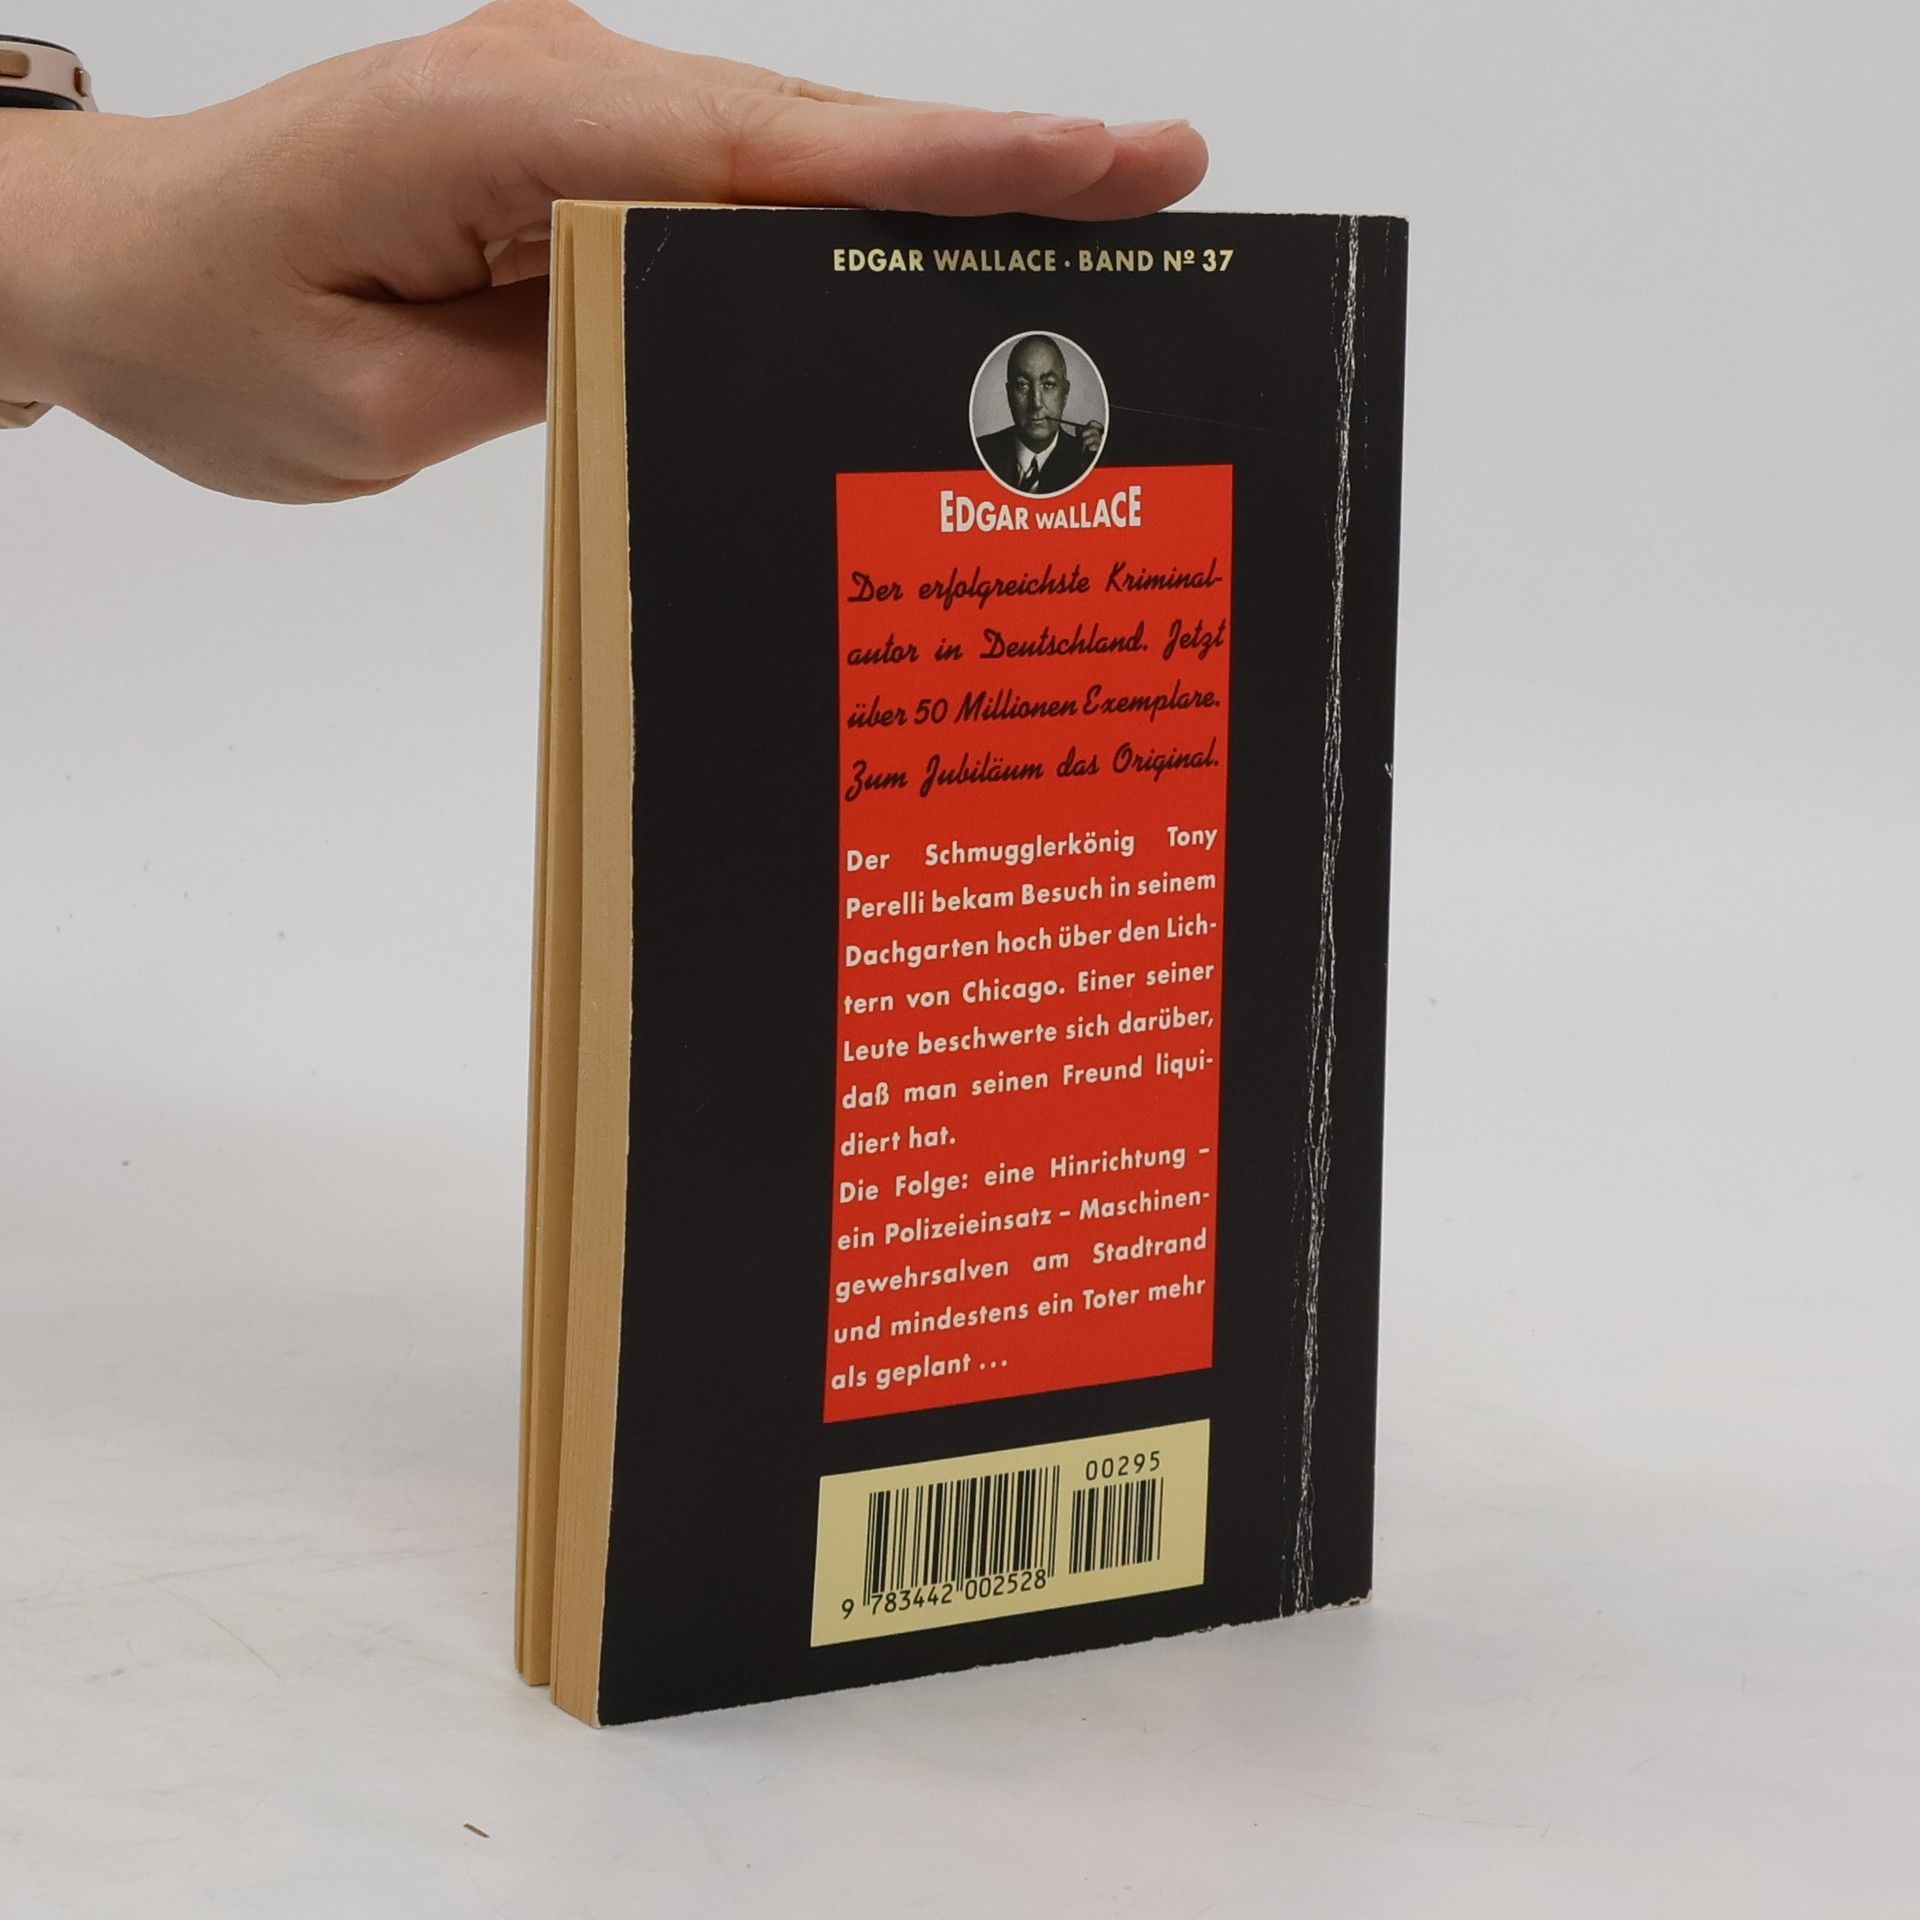 EDGAR WALLACE · BAND Nº 37
EDGAR WALLACE
Der erfolgreichste Kriminal-
autor in Deutschland. Jetzt
über 50 Millionen Exemplare.
Zum Jubiläum das Original.
Der Schmugglerkönig Tony
Perelli bekam Besuch in seinem
Dachgarten hoch über den Lich-
tern von Chicago. Einer seiner
Leute beschwerte sich darüber,
daß man seinen Freund liqui-
diert hat.
Die Folge: eine Hinrichtung –
ein Polizeieinsatz – Maschinen-
gewehrsalven am Stadtrand
und mindestens ein Toter mehr
als geplant ...
00295
9 783442 002528